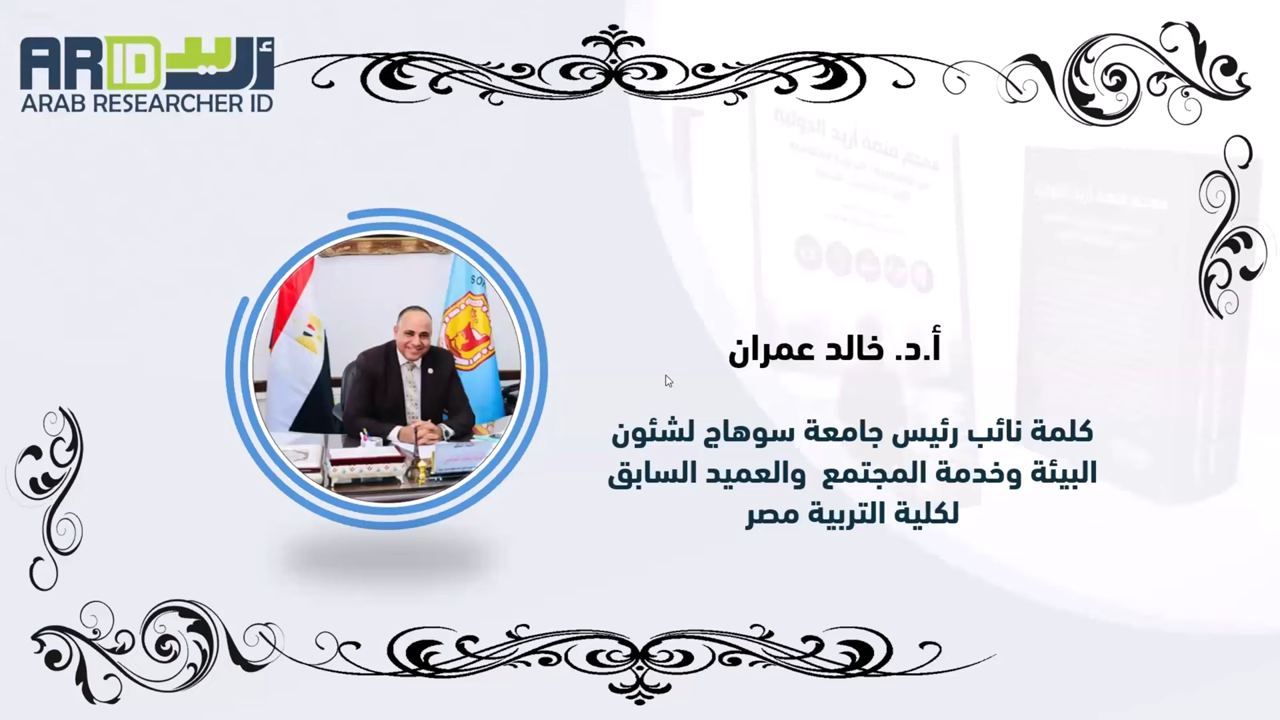 أريد
ARID
ARAB RESEARCHER ID
أ.د. خالد عمران
كلمة نائب رئيس جامعة سوهاج لشئون
البيئة وخدمة المجتمع والعميد السابق
لكلية التربية مصر